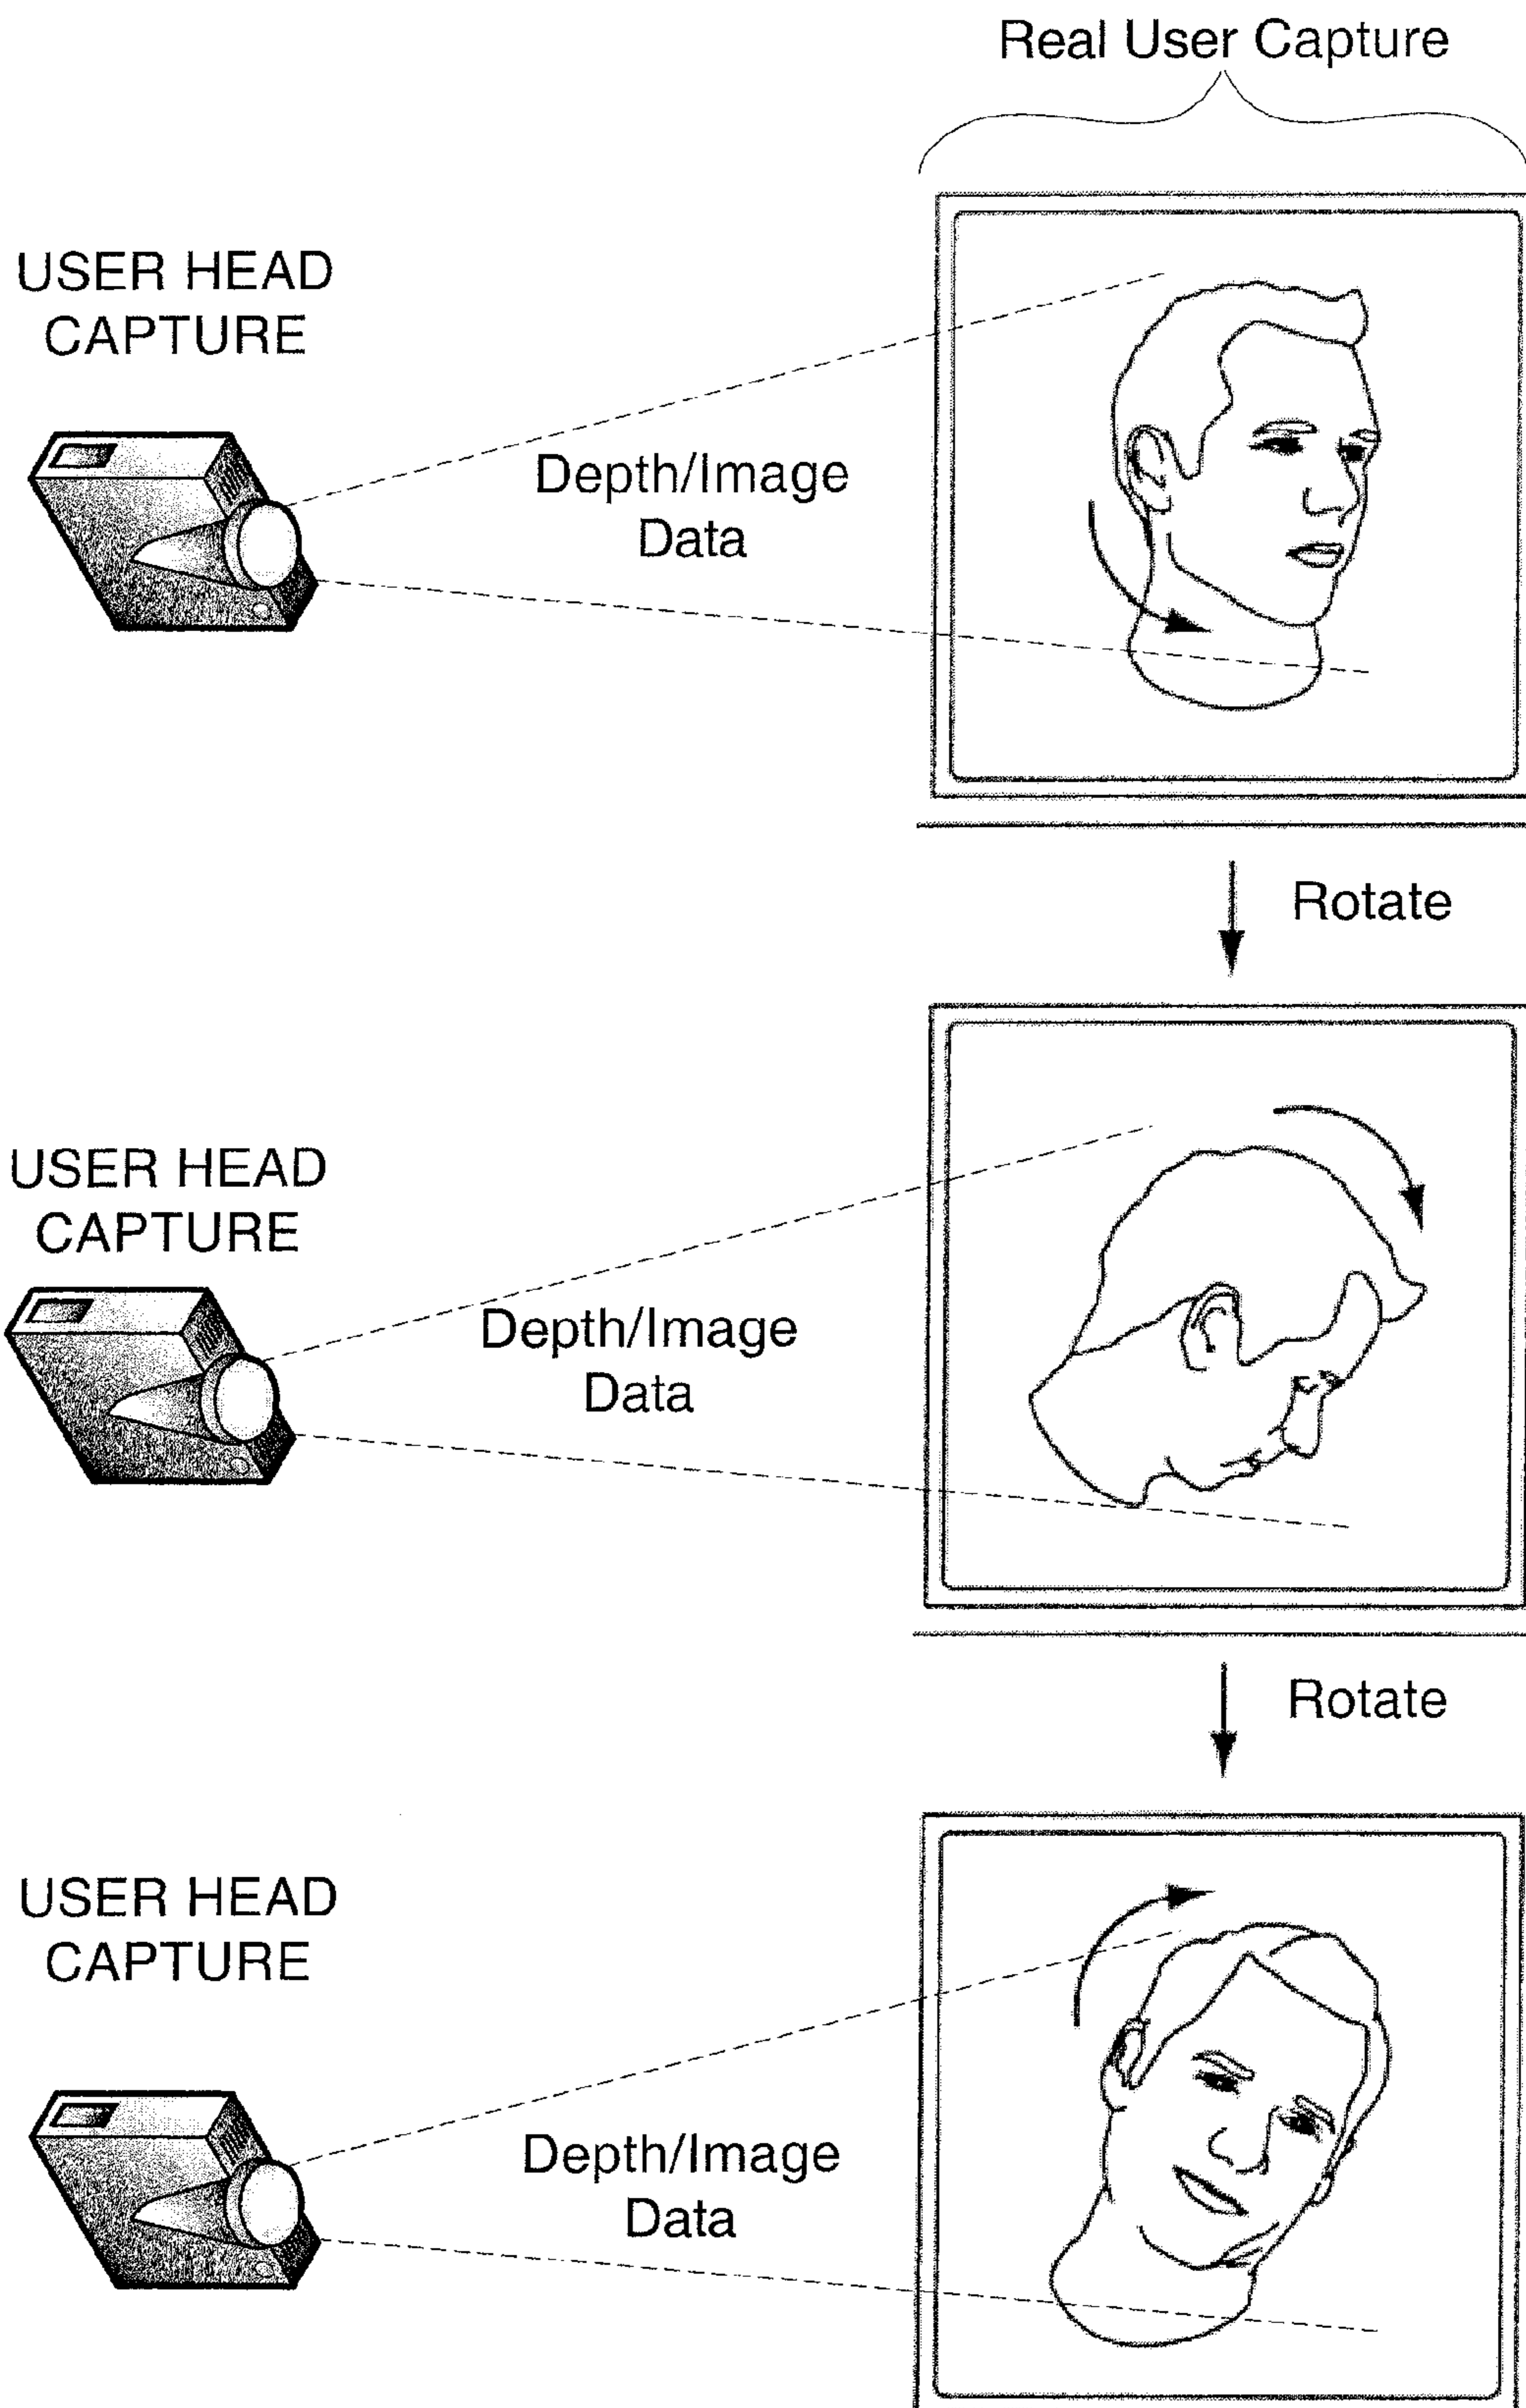 Real User Capture
USER HEAD
CAPTURE
Depth/Image
Data
Rotate
USER HEAD
CAPTURE
Depth/Image
Data
Rotate
USER HEAD
CAPTURE
Depth/Image
Data